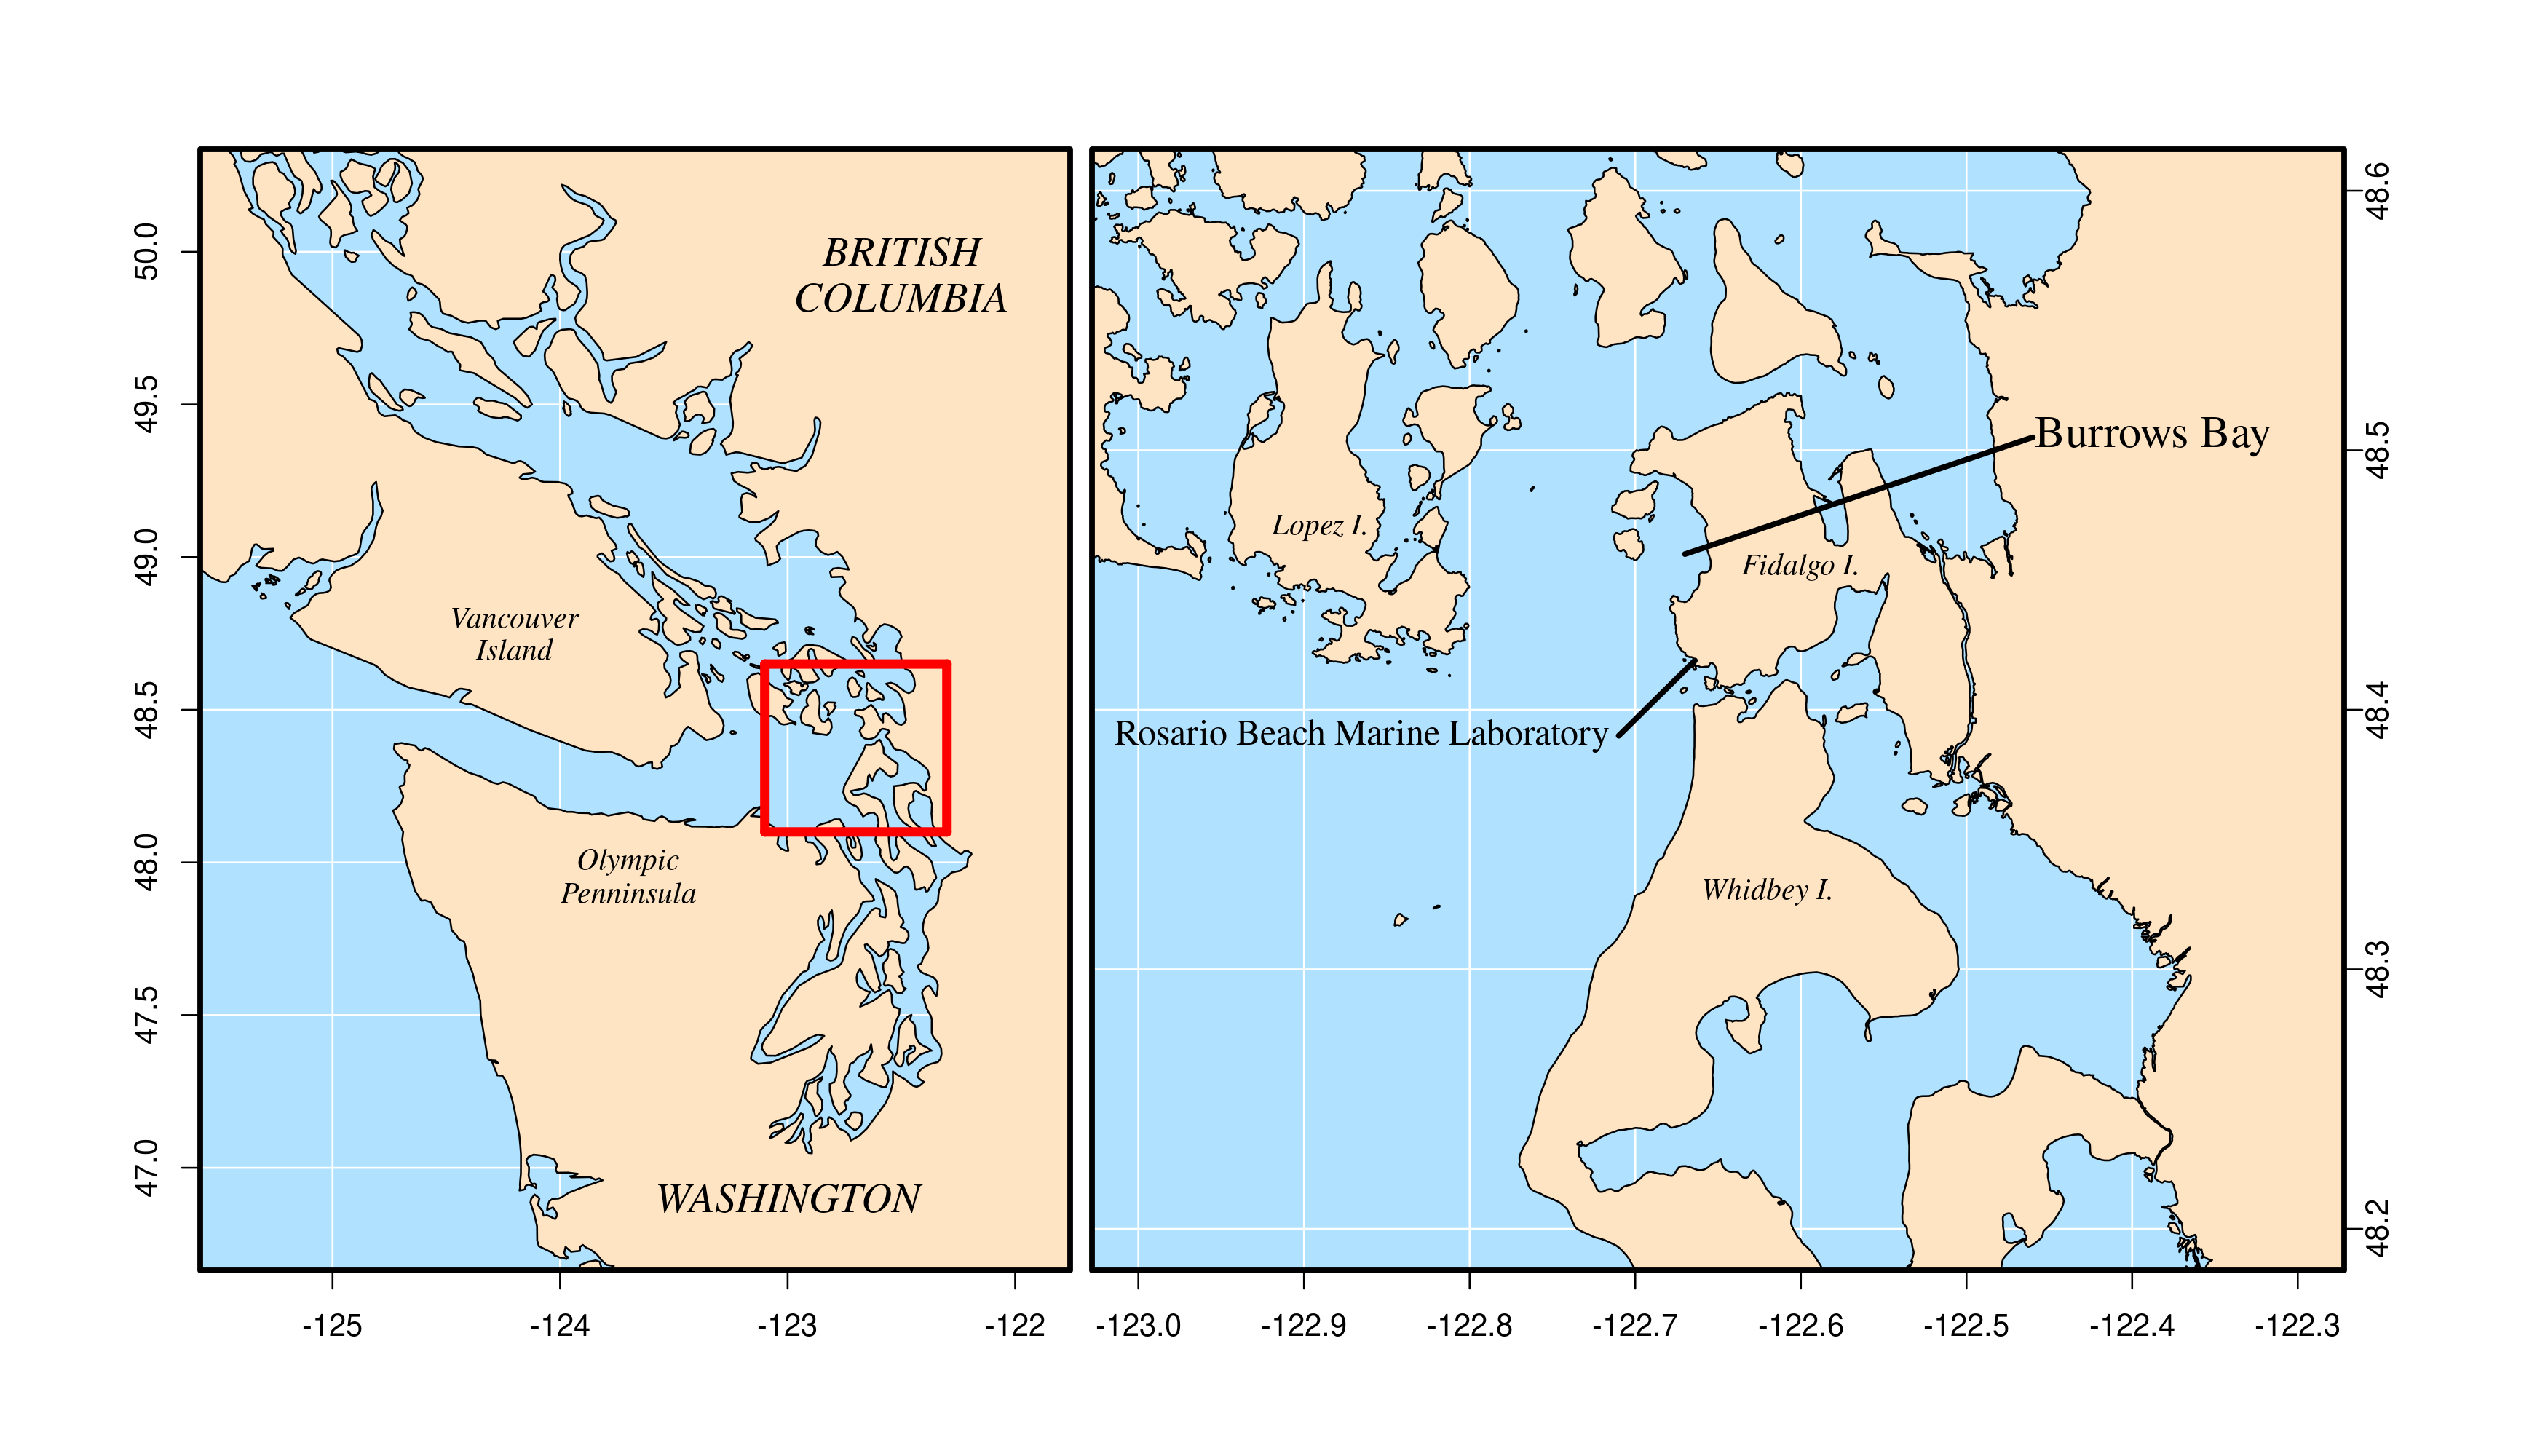 BRITISH
COLUMBIA
Vancouver
Island
Olympic
Penninsula
WASHINGTON
50.0
49.5
49.0
48.5
48.0
47.5
47.0
-125
-124
-123
-122
Burrows Bay
Lopez I.
Fidalgo I.
Rosario Beach Marine Laboratory
Whidbey I.
48.6
48.5
48.4
48.3
48.2
-123.0
-122.9
-122.8
-122.7
-122.6
-122.5
-122.4
-122.3